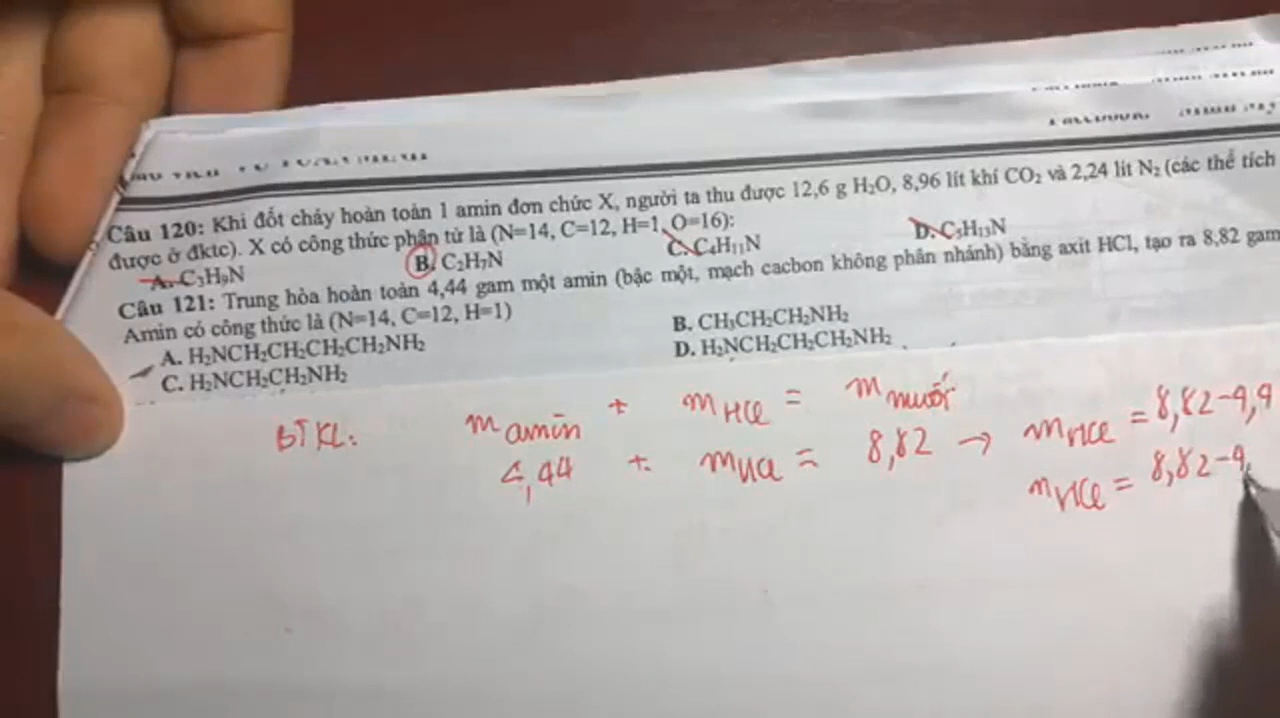 Câu 120: Khi đốt cháy hoàn toàn 1 amin đơn chức X, người ta thu được 12,6 g H₂O, 8,96 lít khí CO₂ và 2,24 lít N₂ (các thể tích
được ở đktc). X có công thức phân tử là (N=14, C=12, H=1, O=16):
A. C₃H₉N B. C₂H₇N C. C₄H₁₁N D. C₅H₁₃N
Câu 121: Trung hòa hoàn toàn 4,44 gam một amin (bậc một, mạch cacbon không phân nhánh) bằng axit HCl, tạo ra 8,82 gam
Amin có công thức là (N=14, C=12, H=1)
A. H₂NCH₂CH₂CH₂CH₂NH₂ B. CH₃CH₂CH₂NH₂
C. H₂NCH₂CH₂NH₂ D. H₂NCH₂CH₂CH₂NH₂
BTKL: m amin + m HCl = m muối
4,44 + m HCl = 8,82 → m HCl = 8,82-4,4
m HCl = 8,82-4